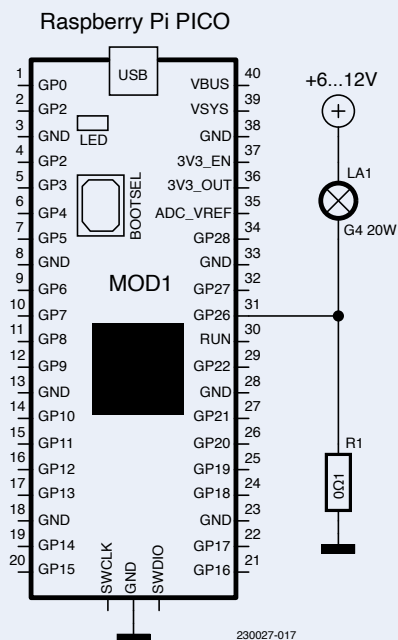 Raspberry Pi PICO
USB
LED
BOOTSEL
MOD1
1 GP0
2 GP2
3 GND
4 GP2
5 GP3
6 GP4
7 GP5
8 GND
9 GP6
10 GP7
11 GP8
12 GP9
13 GND
14 GP10
15 GP11
16 GP12
17 GP13
18 GND
19 GP14
20 GP15
VBUS 40
VSYS 39
GND 38
3V3_EN 37
3V3_OUT 36
ADC_VREF 35
GP28 34
GND 33
GP27 32
GP26 31
RUN 30
GP22 29
GND 28
GP21 27
GP20 26
GP19 25
GP18 24
GND 23
GP17 22
GP16 21
SWCLK
GND
SWDIO
+6...12V
LA1
G4 20W
R1
0Ω1
230027-017